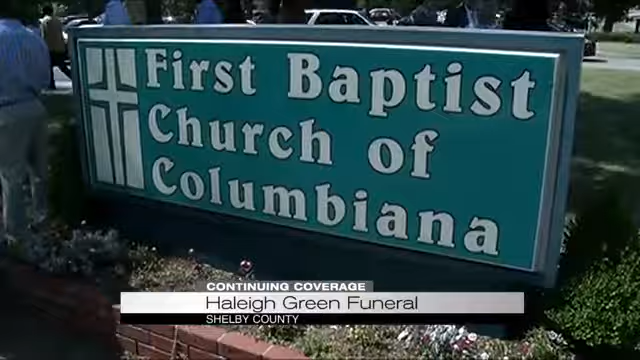 First Baptist
Church of
Columbiana
CONTINUING COVERAGE
Haleigh Green Funeral
SHELBY COUNTY